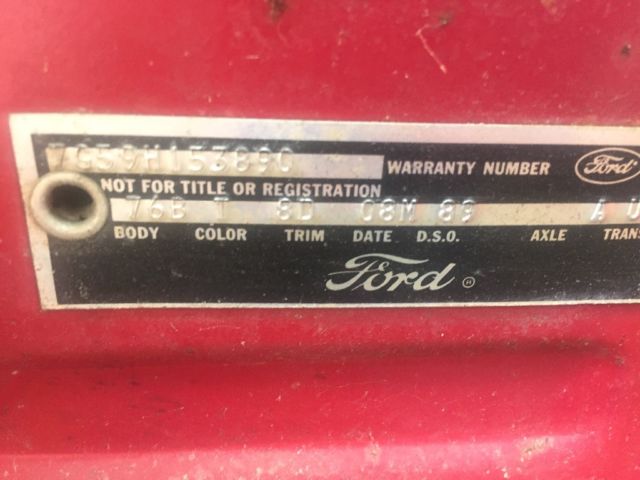 7G59H153890 WARRANTY NUMBER Ford
NOT FOR TITLE OR REGISTRATION
76B T 8D 08M 89 A U
BODY COLOR TRIM DATE D.S.O. AXLE TRANS
Ford ®